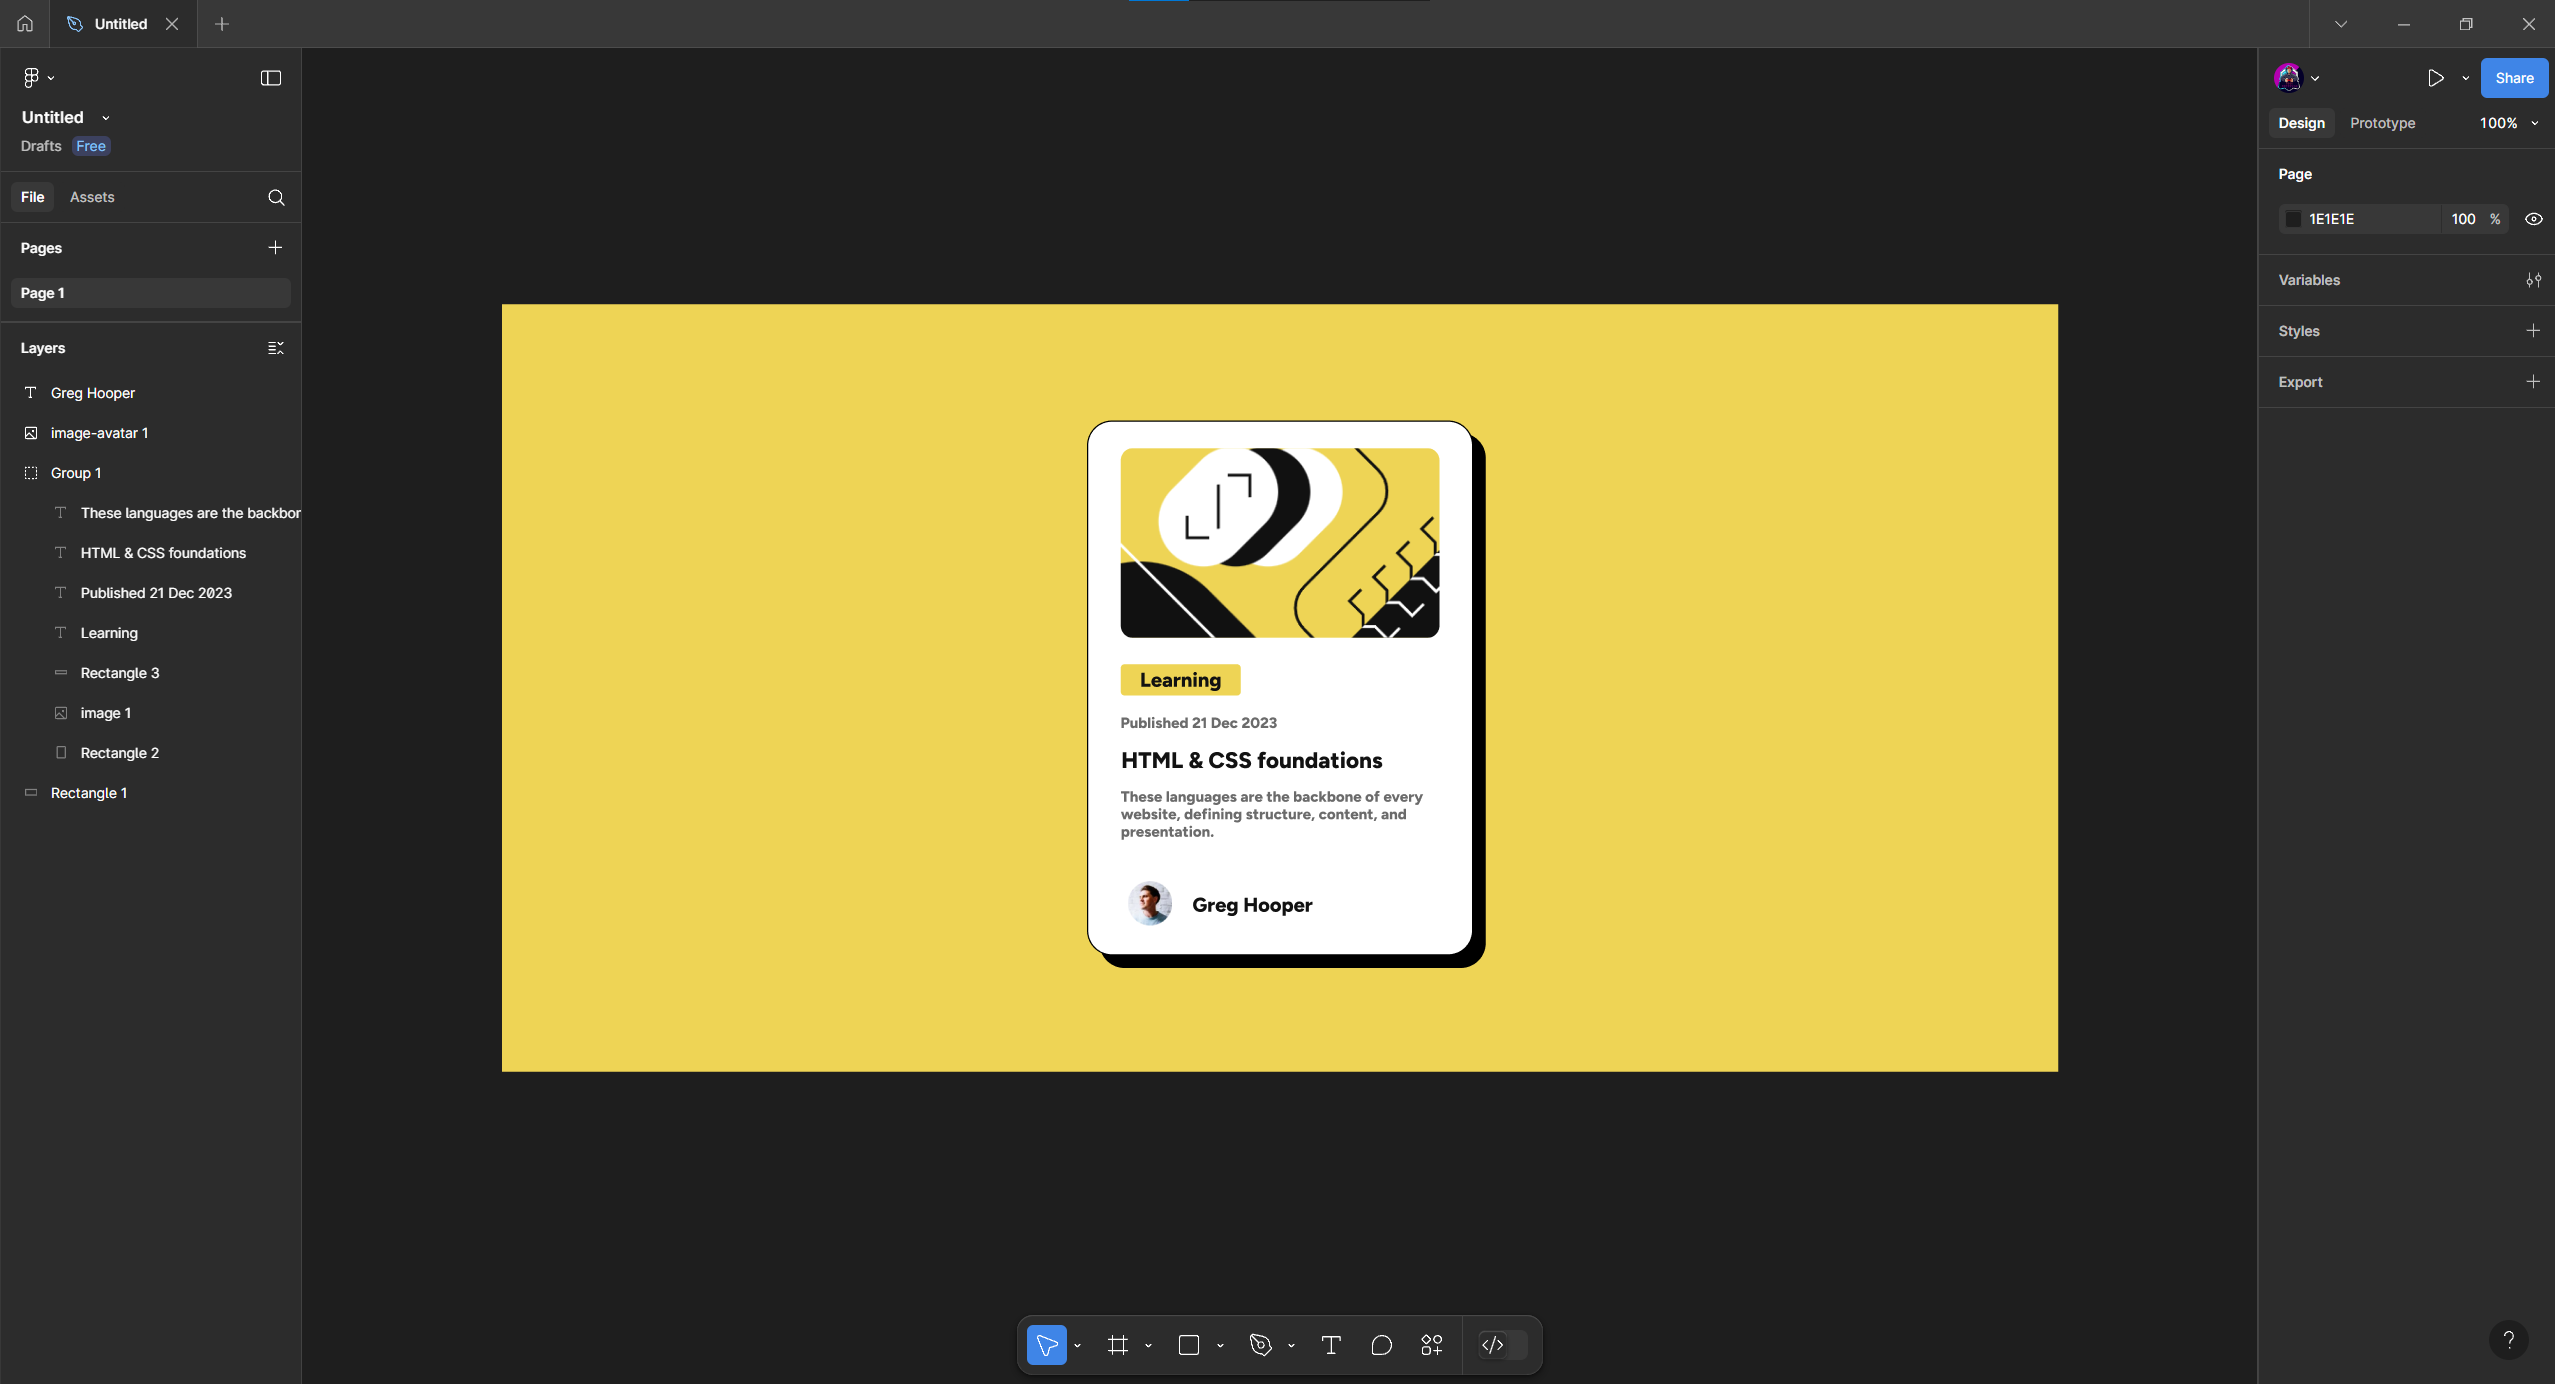 Untitled
Untitled
Drafts Free
File Assets
Pages
Page 1
Layers
Greg Hooper
image-avatar 1
Group 1
These languages are the backbor
HTML & CSS foundations
Published 21 Dec 2023
Learning
Rectangle 3
image 1
Rectangle 2
Rectangle 1
Learning
Published 21 Dec 2023
HTML & CSS foundations
These languages are the backbone of every
website, defining structure, content, and
presentation.
Greg Hooper
Share
Design Prototype 100%
Page
1E1E1E 100 %
Variables
Styles
Export
?